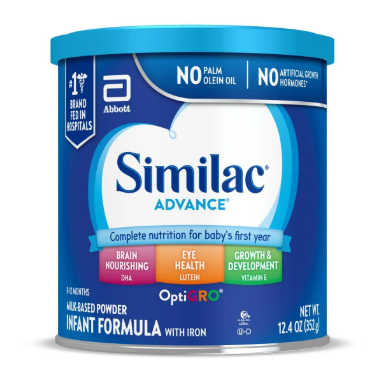 #1
BRAND
FED IN
HOSPITALS
Abbott
NO PALM OLEIN OIL
NO ARTIFICIAL GROWTH HORMONES*
Similac®
ADVANCE®
Complete nutrition for baby's first year
BRAIN NOURISHING DHA
EYE HEALTH LUTEIN
GROWTH & DEVELOPMENT VITAMIN E
OptiGRO®
0-12 MONTHS
MILK-BASED POWDER
INFANT FORMULA WITH IRON
NET WT.
12.4 OZ (352g)